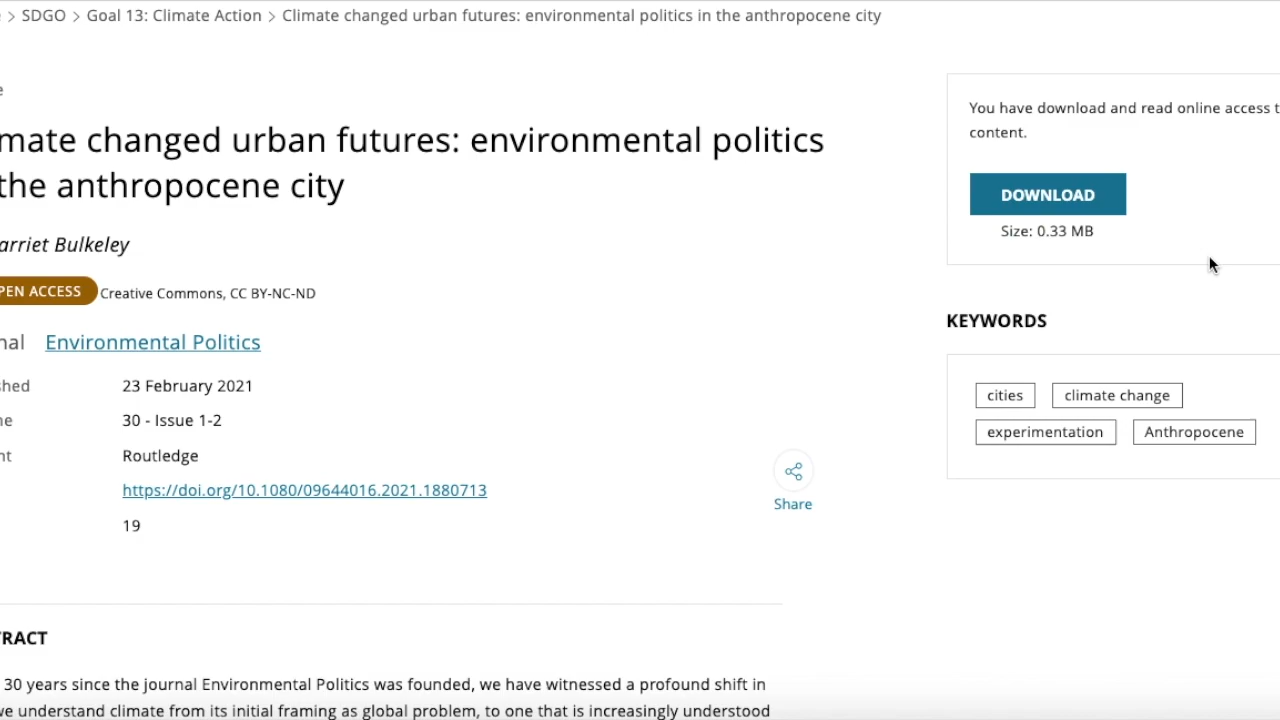 > SDGO > Goal 13: Climate Action > Climate changed urban futures: environmental politics in the anthropocene city
mate changed urban futures: environmental politics
the anthropocene city
arriet Bulkeley
PEN ACCESS Creative Commons, CC BY-NC-ND
nal Environmental Politics
shed 23 February 2021
me 30 - Issue 1-2
nt Routledge
https://doi.org/10.1080/09644016.2021.1880713
19
Share
TRACT
30 years since the journal Environmental Politics was founded, we have witnessed a profound shift in
we understand climate from its initial framing as global problem, to one that is increasingly understood
You have download and read online access t
content.
DOWNLOAD
Size: 0.33 MB
KEYWORDS
cities climate change
experimentation Anthropocene